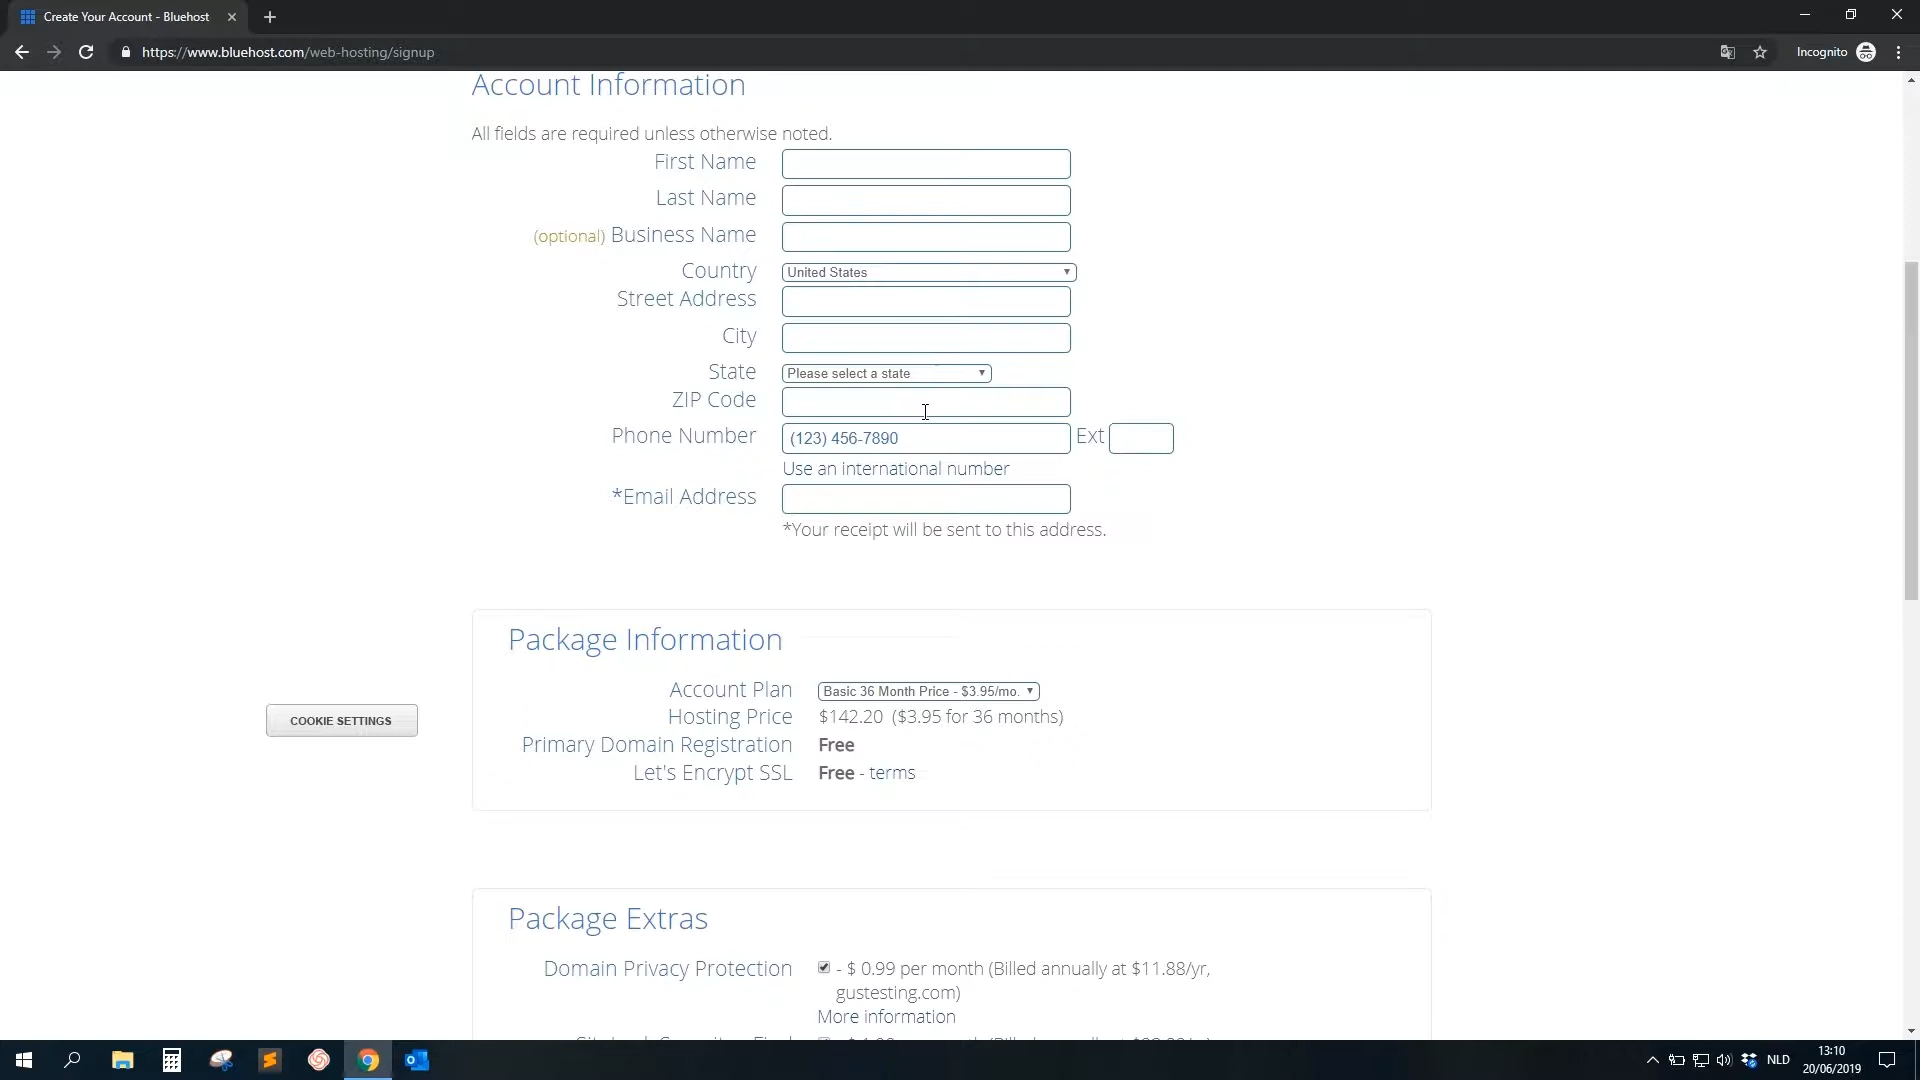 Create Your Account - Bluehost
https://www.bluehost.com/web-hosting/signup
Incognito
Account Information
All fields are required unless otherwise noted.
First Name
Last Name
(optional) Business Name
Country United States
Street Address
City
State Please select a state
ZIP Code
Phone Number (123) 456-7890 Ext
Use an international number
*Email Address
*Your receipt will be sent to this address.
Package Information
Account Plan Basic 36 Month Price - $3.95/mo.
COOKIE SETTINGS
Hosting Price $142.20 ($3.95 for 36 months)
Primary Domain Registration Free
Let's Encrypt SSL Free - terms
Package Extras
Domain Privacy Protection - $ 0.99 per month (Billed annually at $11.88/yr,
gustesting.com)
More information
NLD
13:10
20/06/2019